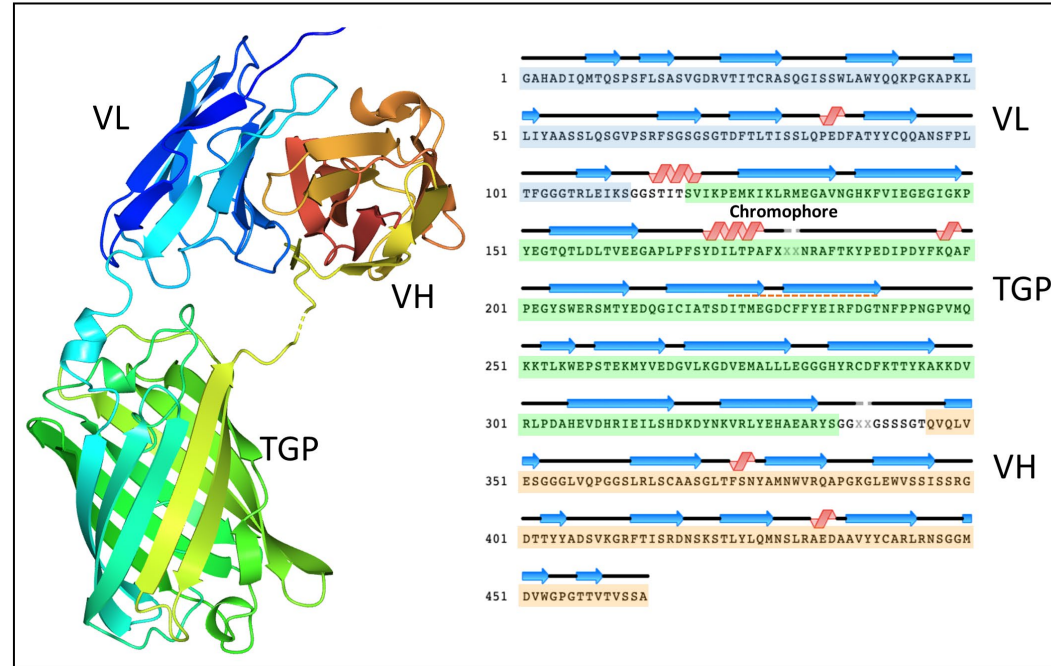 VL
VH
TGP
1 GAHADIQMTQSPSFLSASVGDRVTITCRASQGISSWLAWYQQKPGKAPKL
VL
51 LIYAASSLQSGVPSRFSGSGSGTDFTLTISSLQPEDFATYYCQQANSFPL
101 TFGGGTRLEIKSGGSTITSVIKPEMKIKLRMEGAVNGHKFVIEGEGIGKP
Chromophore
151 YEGTQTLDLTVEEGAPLPFSYDILTPAFXXXNRAFTKYPEDIPDYFKQAF
TGP
201 PEGYSWERSMTYEDQGICIATSDITMEGDCFFYEIRFDGTNFPPNGPVMQ
251 KKTLKWEPSTEKMYVEDGVLKGDVEMALLLEGGGHYRCDFKTTYKAKKDV
301 RLPDAHEVDHRIEILSHDKDYNKVRLYEHAEARYSGGXXGSSSGTQVQLV
VH
351 ESGGGLVQPGGSLRLSCAASGLTFSNYAMNWVRQAPGKGLEWVSSISSRG
401 DTTYYADSVKGRFTISRDNSKSTLYLQMNSLRAEDAAVYYCARLRNSGGM
451 DVWGPGTTVTVSSA